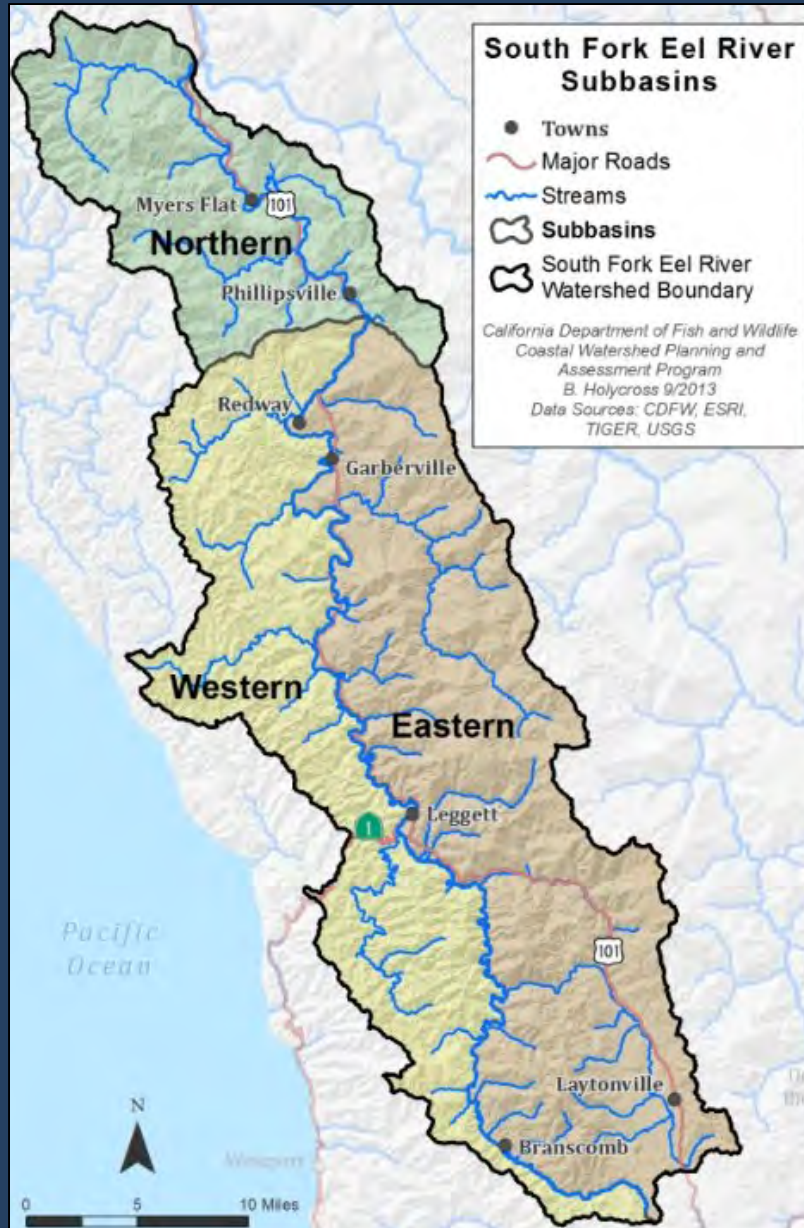 South Fork Eel River
Subbasins
Towns
Major Roads
Streams
Subbasins
South Fork Eel River
Watershed Boundary
California Department of Fish and Wildlife
Coastal Watershed Planning and
Assessment Program
B. Holycross 9/2013
Data Sources: CDFW, ESRI,
TIGER, USGS
Myers Flat
101
Northern
Phillipsville
Redway
Garberville
Western
Eastern
Leggett
1
Pacific
Ocean
101
Laytonville
Branscomb
N
0 5 10 Miles